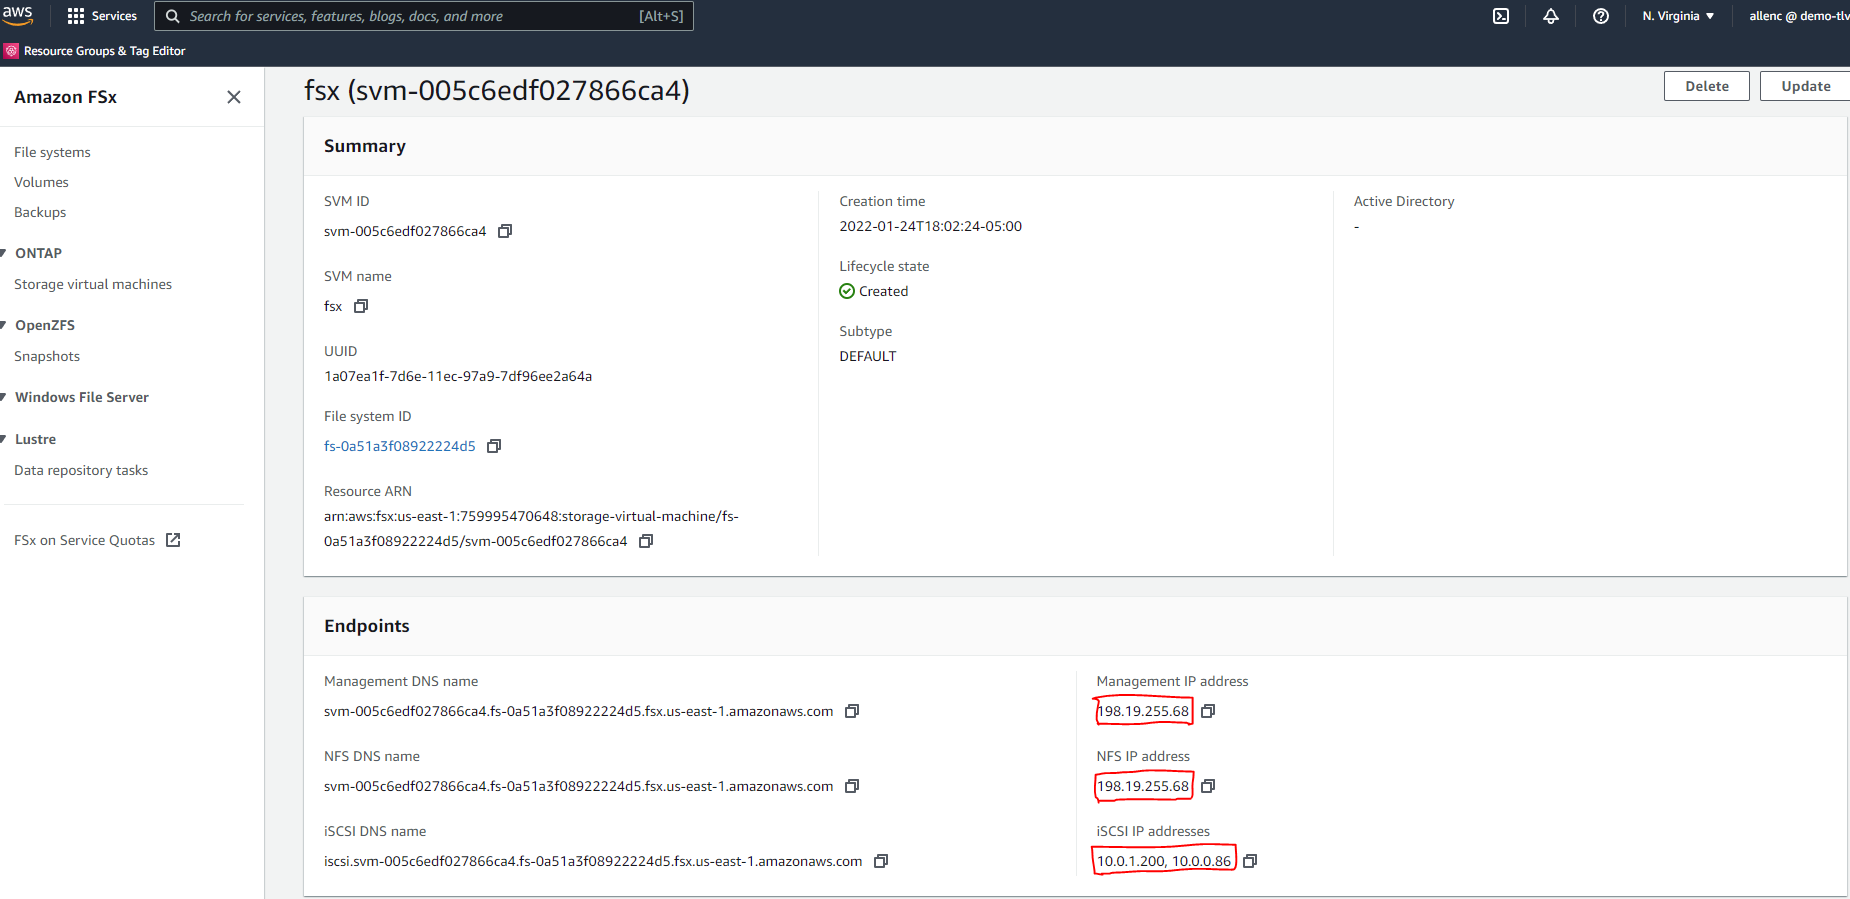 aws
Services
Search for services, features, blogs, docs, and more
[Alt+S]
N. Virginia
allenc @ demo-tlv
Resource Groups & Tag Editor
Amazon FSx
File systems
Volumes
Backups
ONTAP
Storage virtual machines
OpenZFS
Snapshots
Windows File Server
Lustre
Data repository tasks
FSx on Service Quotas
fsx (svm-005c6edf027866ca4)
Delete
Update
Summary
SVM ID
svm-005c6edf027866ca4
SVM name
fsx
UUID
1a07ea1f-7d6e-11ec-97a9-7df96ee2a64a
File system ID
fs-0a51a3f08922224d5
Resource ARN
arn:aws:fsx:us-east-1:759995470648:storage-virtual-machine/fs-
0a51a3f08922224d5/svm-005c6edf027866ca4
Creation time
2022-01-24T18:02:24-05:00
Lifecycle state
Created
Subtype
DEFAULT
Active Directory
-
Endpoints
Management DNS name
svm-005c6edf027866ca4.fs-0a51a3f08922224d5.fsx.us-east-1.amazonaws.com
NFS DNS name
svm-005c6edf027866ca4.fs-0a51a3f08922224d5.fsx.us-east-1.amazonaws.com
iSCSI DNS name
iscsi.svm-005c6edf027866ca4.fs-0a51a3f08922224d5.fsx.us-east-1.amazonaws.com
Management IP address
198.19.255.68
NFS IP address
198.19.255.68
iSCSI IP addresses
10.0.1.200, 10.0.0.86